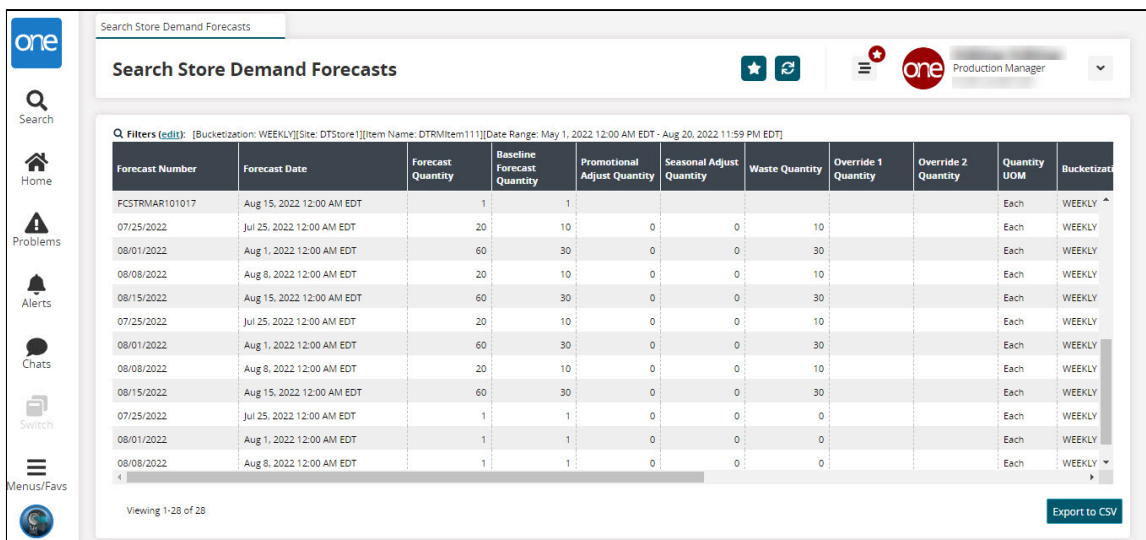 one
Search
Home
Problems
Alerts
Chats
Switch
Menus/Favs
Search Store Demand Forecasts
Search Store Demand Forecasts
one
Production Manager
Filters (edit): [Bucketization: WEEKLY][Site: DTStore1][Item Name: DTRMItem111][Date Range: May 1, 2022 12:00 AM EDT - Aug 20, 2022 11:59 PM EDT]
Forecast Number Forecast Date Forecast Quantity Baseline Forecast Quantity Promotional Adjust Quantity Seasonal Adjust Quantity Waste Quantity Override 1 Quantity Override 2 Quantity Quantity UOM Bucketizati
FCSTRMAR101017 Aug 15, 2022 12:00 AM EDT 1 1 Each WEEKLY
07/25/2022 Jul 25, 2022 12:00 AM EDT 20 10 0 0 10 Each WEEKLY
08/01/2022 Aug 1, 2022 12:00 AM EDT 60 30 0 0 30 Each WEEKLY
08/08/2022 Aug 8, 2022 12:00 AM EDT 20 10 0 0 10 Each WEEKLY
08/15/2022 Aug 15, 2022 12:00 AM EDT 60 30 0 0 30 Each WEEKLY
07/25/2022 Jul 25, 2022 12:00 AM EDT 20 10 0 0 10 Each WEEKLY
08/01/2022 Aug 1, 2022 12:00 AM EDT 60 30 0 0 30 Each WEEKLY
08/08/2022 Aug 8, 2022 12:00 AM EDT 20 10 0 0 10 Each WEEKLY
08/15/2022 Aug 15, 2022 12:00 AM EDT 60 30 0 0 30 Each WEEKLY
07/25/2022 Jul 25, 2022 12:00 AM EDT 1 1 0 0 0 Each WEEKLY
08/01/2022 Aug 1, 2022 12:00 AM EDT 1 1 0 0 0 Each WEEKLY
08/08/2022 Aug 8, 2022 12:00 AM EDT 1 1 0 0 0 Each WEEKLY
Viewing 1-28 of 28
Export to CSV